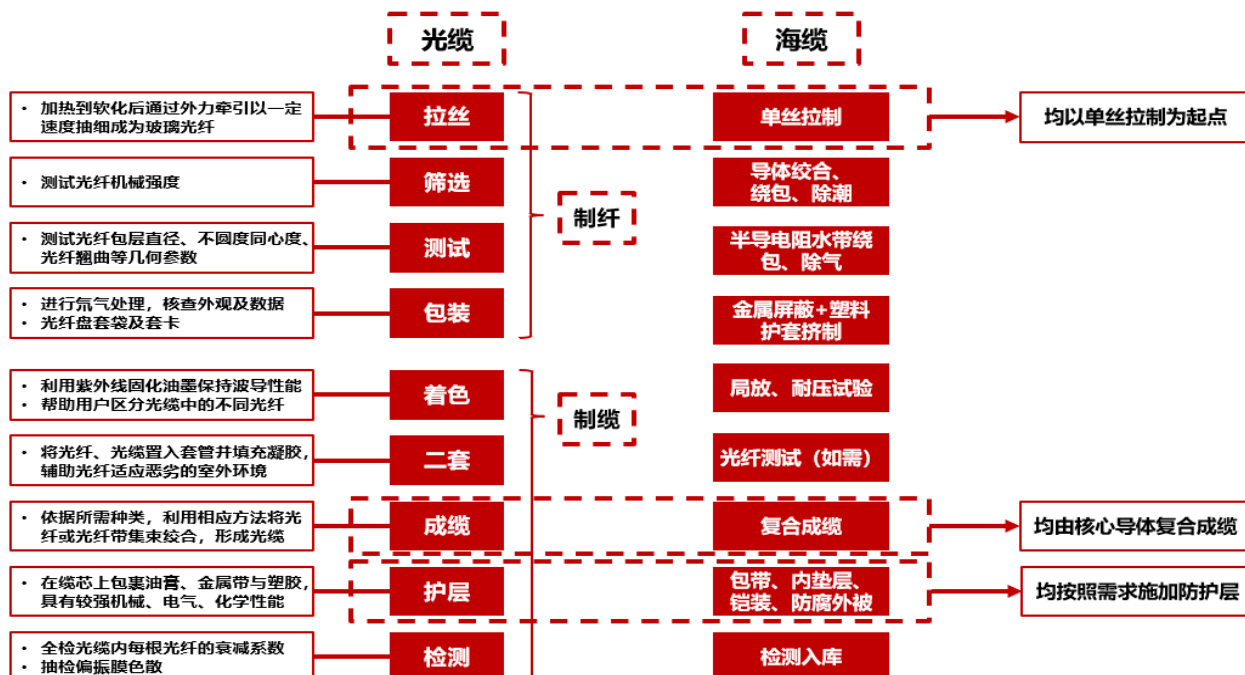 光缆
海缆
• 加热到软化后通过外力牵引以一定
速度抽细成为玻璃光纤
拉丝
单丝拉制
均以单丝拉制为起点
• 测试光纤机械强度
筛选
导体绞合、
绕包、除潮
制纤
• 测试光纤包层直径、不圆度同心度、
光纤翘曲等几何参数
测试
半导电阻水带绕
包、除气
• 进行氘气处理，核查外观及数据
• 光纤盘套袋及套卡
包装
金属屏蔽+塑料
护套挤制
• 利用紫外线固化油墨保持波导性能
• 帮助用户区分光缆中的不同光纤
着色
局放、耐压试验
制缆
• 将光纤、光缆置入套管并填充凝胶，
辅助光纤适应恶劣的室外环境
二套
光纤测试（如需）
• 依据所需种类，利用相应方法将光
纤或光纤带集束绞合，形成光缆
成缆
复合成缆
均由核心导体复合成缆
• 在缆芯上包裹油膏、金属带与塑胶，
具有较强机械、电气、化学性能
护层
包带、内垫层、
铠装、防腐外被
均按照需求施加防护层
• 全检光缆内每根光纤的衰减系数
• 抽检偏振膜色散
检测
检测入库